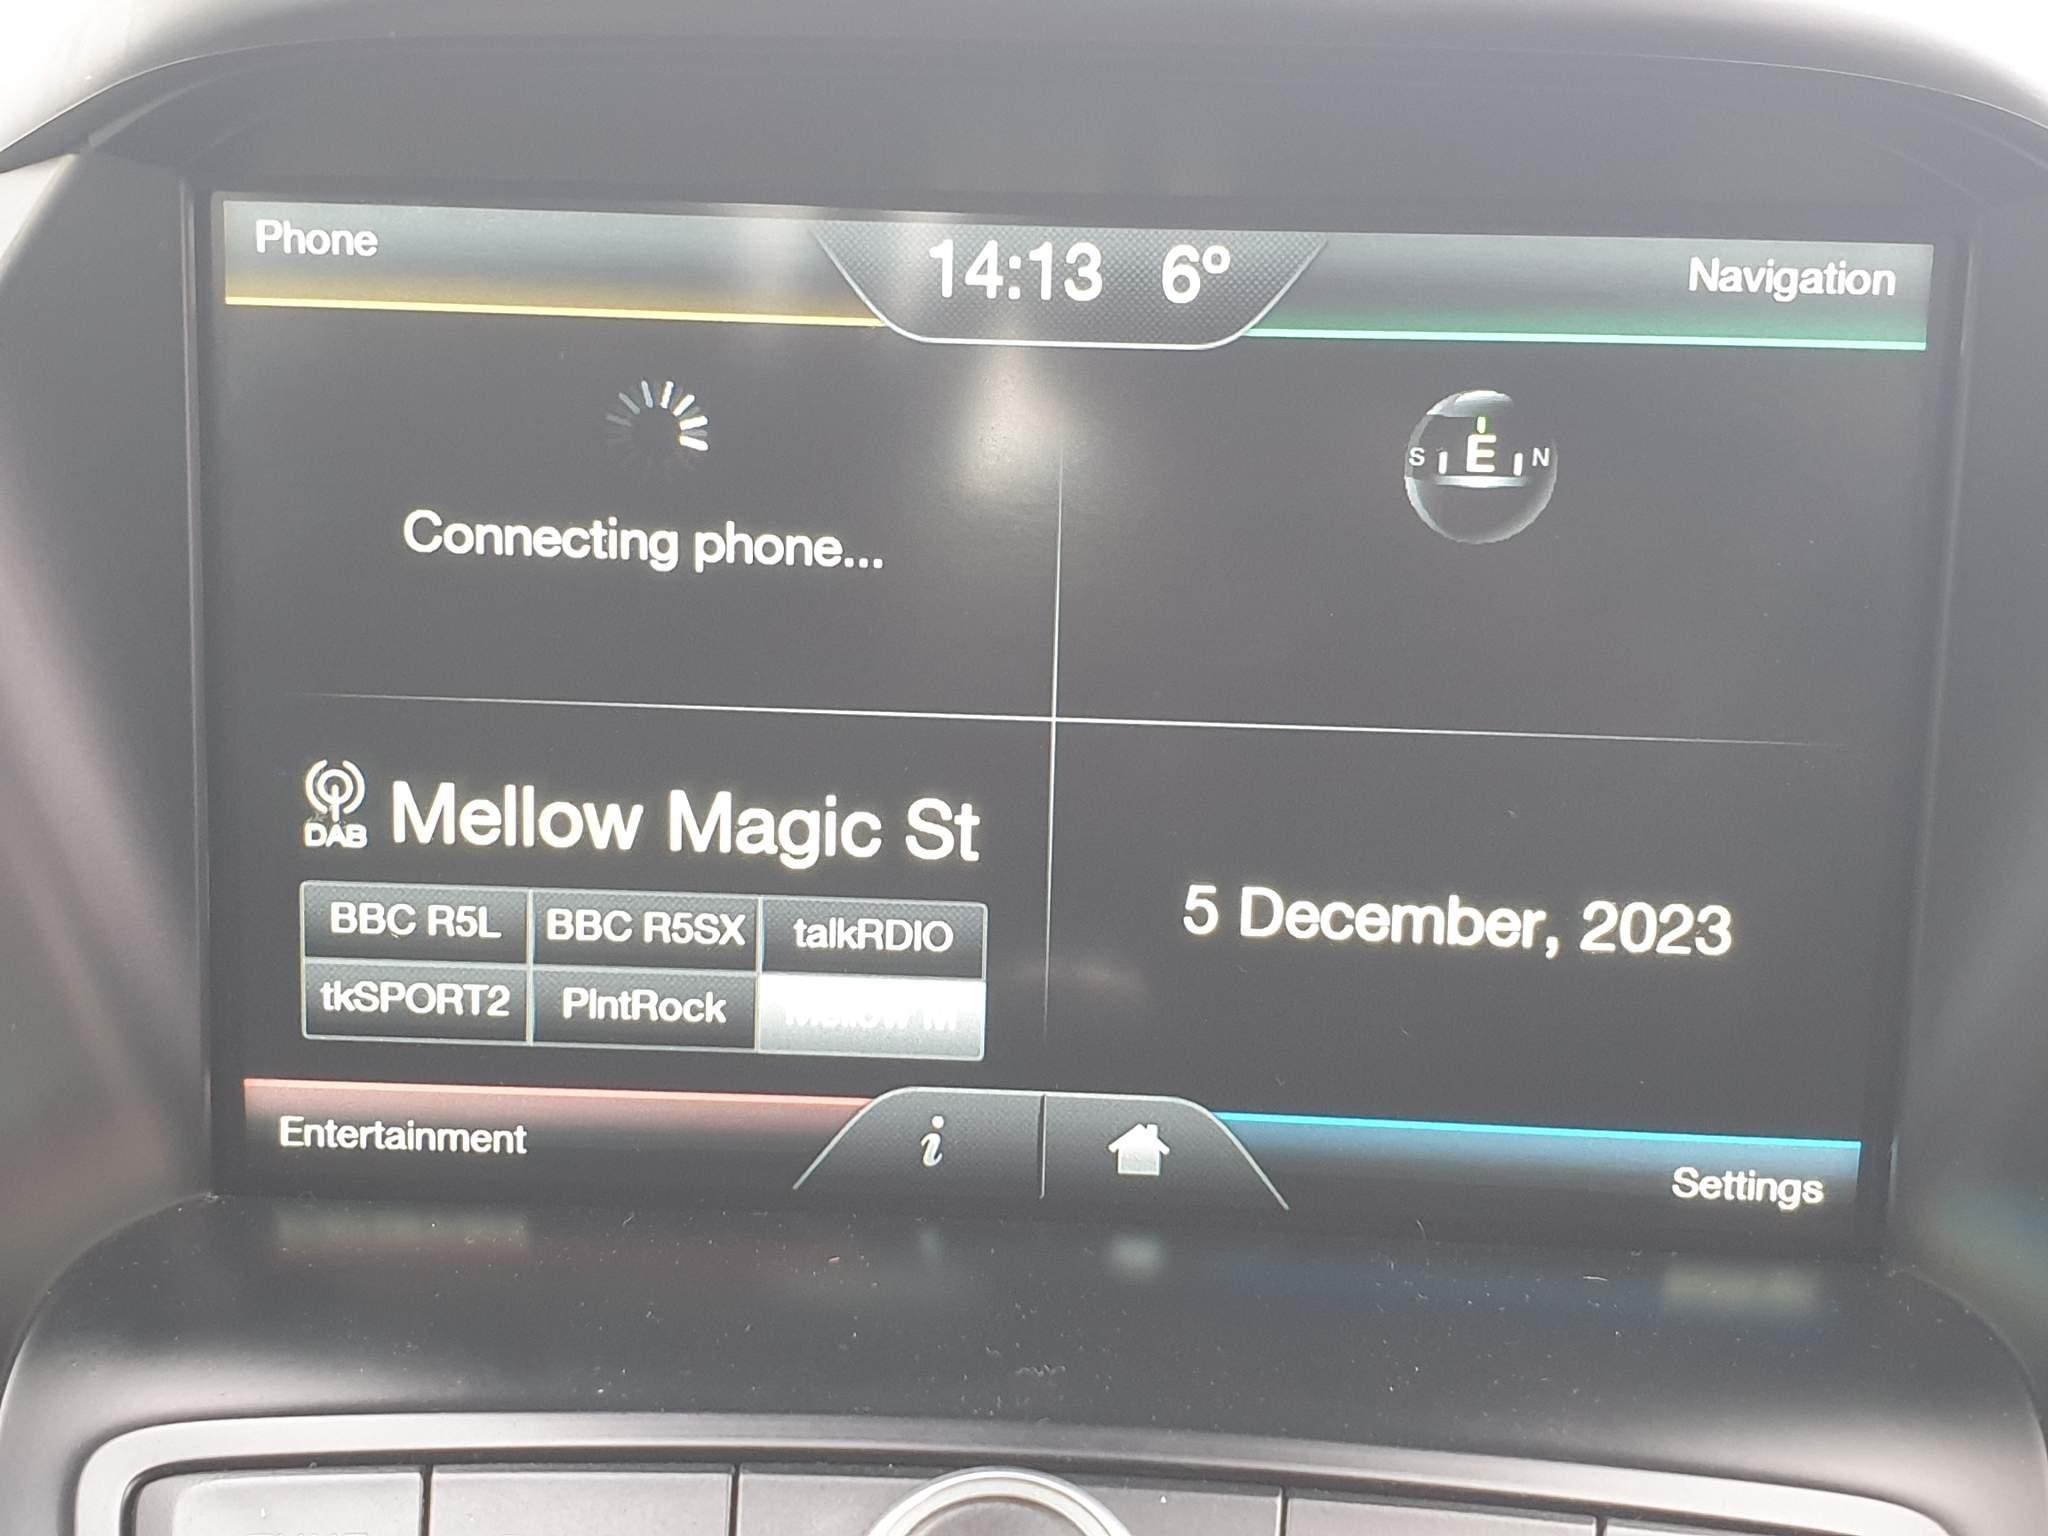 Phone
14:13 6°
Navigation
Connecting phone...
S E N
DAB
Mellow Magic St
BBC R5L BBC R5SX talkRDIO
tkSPORT2 PlntRock Mellow M
5 December, 2023
Entertainment
i
Settings